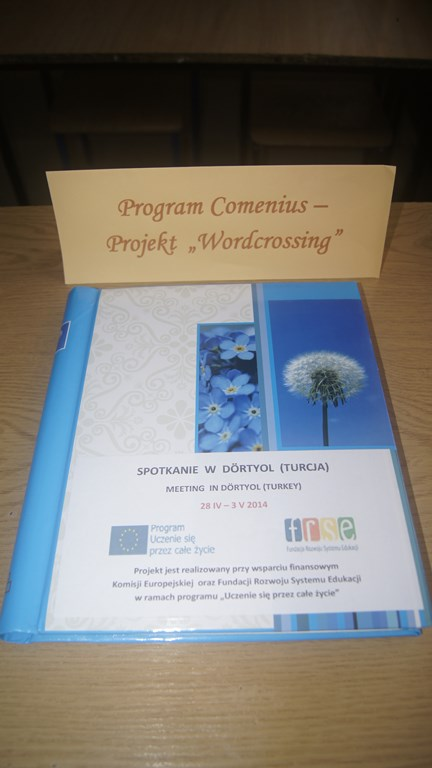 Program Comenius –
Projekt „Wordcrossing”
SPOTKANIE W DÖRTYOL (TURCJA)
MEETING IN DÖRTYOL (TURKEY)
28 IV – 3 V 2014
Program
Uczenie się
przez całe życie
frse
Fundacja Rozwoju Systemu Edukacji
Projekt jest realizowany przy wsparciu finansowym
Komisji Europejskiej oraz Fundacji Rozwoju Systemu Edukacji
w ramach programu „Uczenie się przez całe życie”